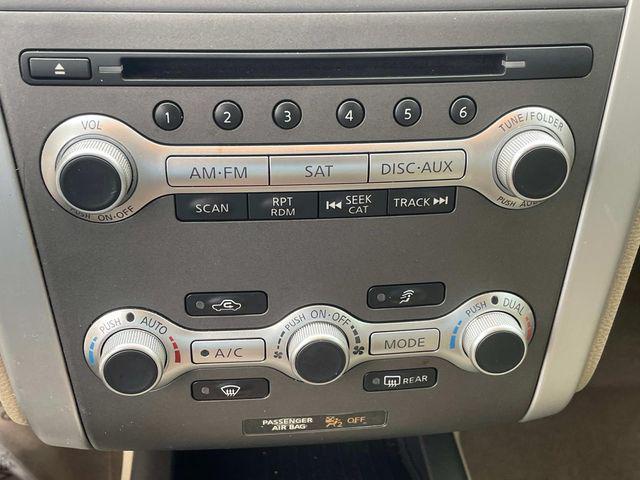 1 2 3 4 5 6
VOL
PUSH ON·OFF
AM·FM SAT DISC·AUX
TUNE/FOLDER
PUSH AUDIO
SCAN RPT RDM SEEK CAT TRACK
PUSH AUTO
A/C
PUSH ON·OFF
MODE
PUSH DUAL
REAR
PASSENGER
AIR BAG OFF